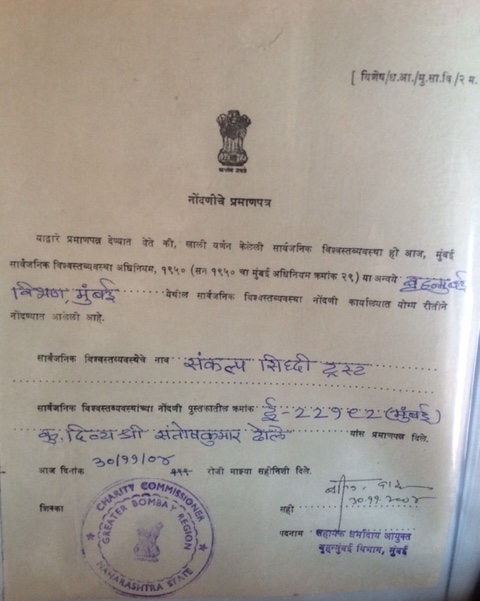 [ विशेष/ध.आ./मु.सा.वि/२ म.
नोंदणीचे प्रमाणपत्र
याद्वारे प्रमाणपत्र देण्यात येते की, खाली वर्णन केलेली सार्वजनिक विश्वस्तव्यवस्था ही आज, मुंबई
सार्वजनिक विश्वस्तव्यवस्था अधिनियम, १९५० (सन १९५० चा मुंबई अधिनियम क्रमांक २९) या अन्वये बृहन्मुंबई
विभाग, मुंबई येथील सार्वजनिक विश्वस्तव्यवस्था नोंदणी कार्यालयात योग्य रीतीने
नोंदण्यात आलेली आहे.
सार्वजनिक विश्वस्तव्यवस्थेचे नाव संकल्प सिध्दी ट्रस्ट
सार्वजनिक विश्वस्तव्यवस्थांच्या नोंदणी पुस्तकातील क्रमांक ई-२२१८२ (मुंबई)
कु. दिव्यश्री संतोषकुमार ढोले यांस प्रमाणपत्र दिले.
आज दिनांक ३०/११/०४ रोजी माझ्या सहीनिशी दिले.
शिक्का
सही
३०.११.२००४
पदनाम सहायक धर्मादाय आयुक्त
बृहन्मुंबई विभाग, मुंबई
CHARITY COMMISSIONER
GREATER BOMBAY REGION
MAHARASHTRA STATE